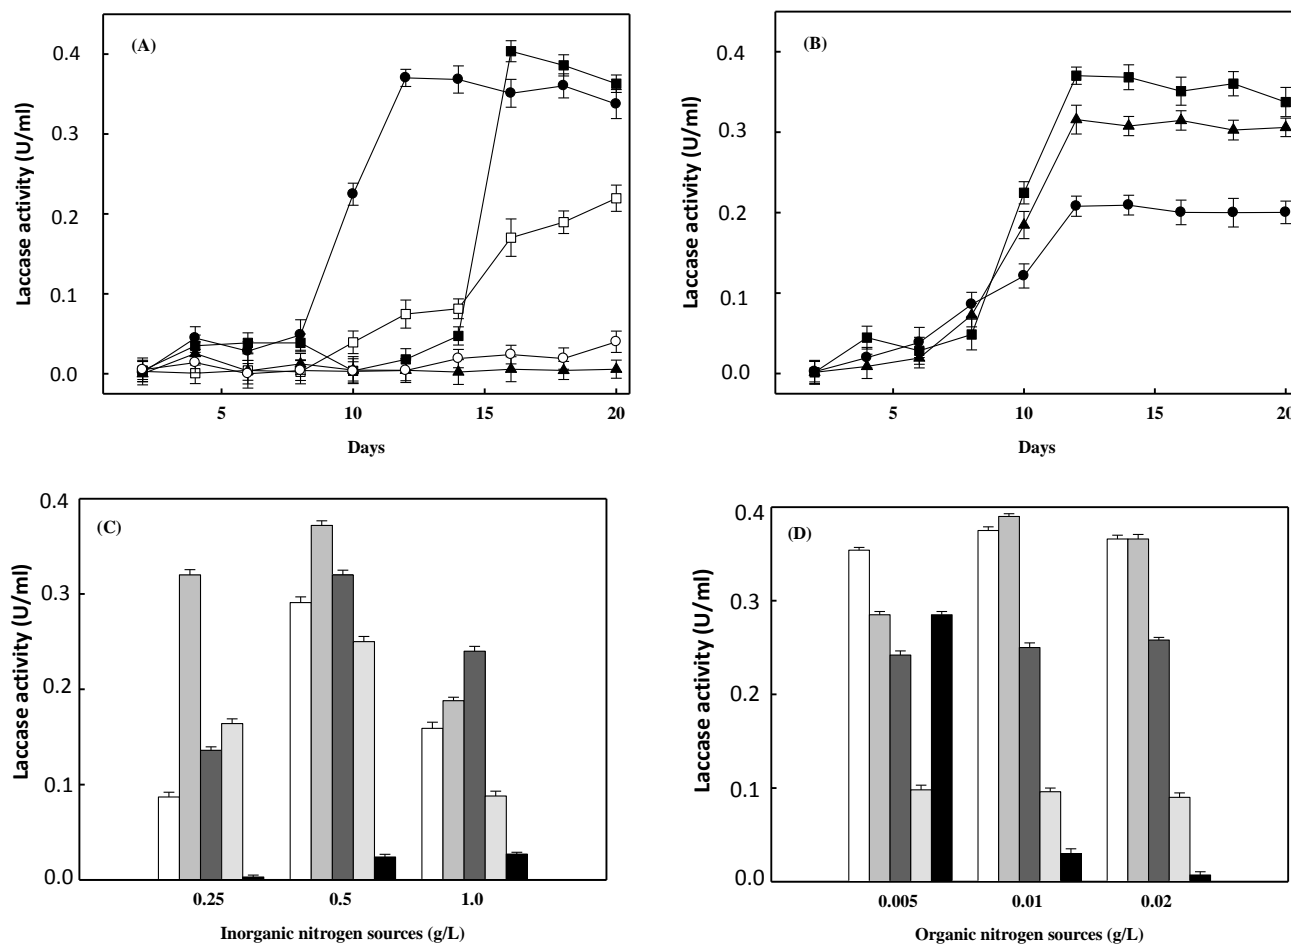 (A)
0.4
0.3
0.2
0.1
0.0
Laccase activity (U/ml)
5
10
15
20
Days
(B)
0.4
0.3
0.2
0.1
0.0
Laccase activity (U/ml)
5
10
15
20
Days
(C)
0.4
0.3
0.2
0.1
0.0
Laccase activity (U/ml)
0.25
0.5
1.0
Inorganic nitrogen sources (g/L)
(D)
0.4
0.3
0.2
0.1
0.0
Laccase activity (U/ml)
0.005
0.01
0.02
Organic nitrogen sources (g/L)